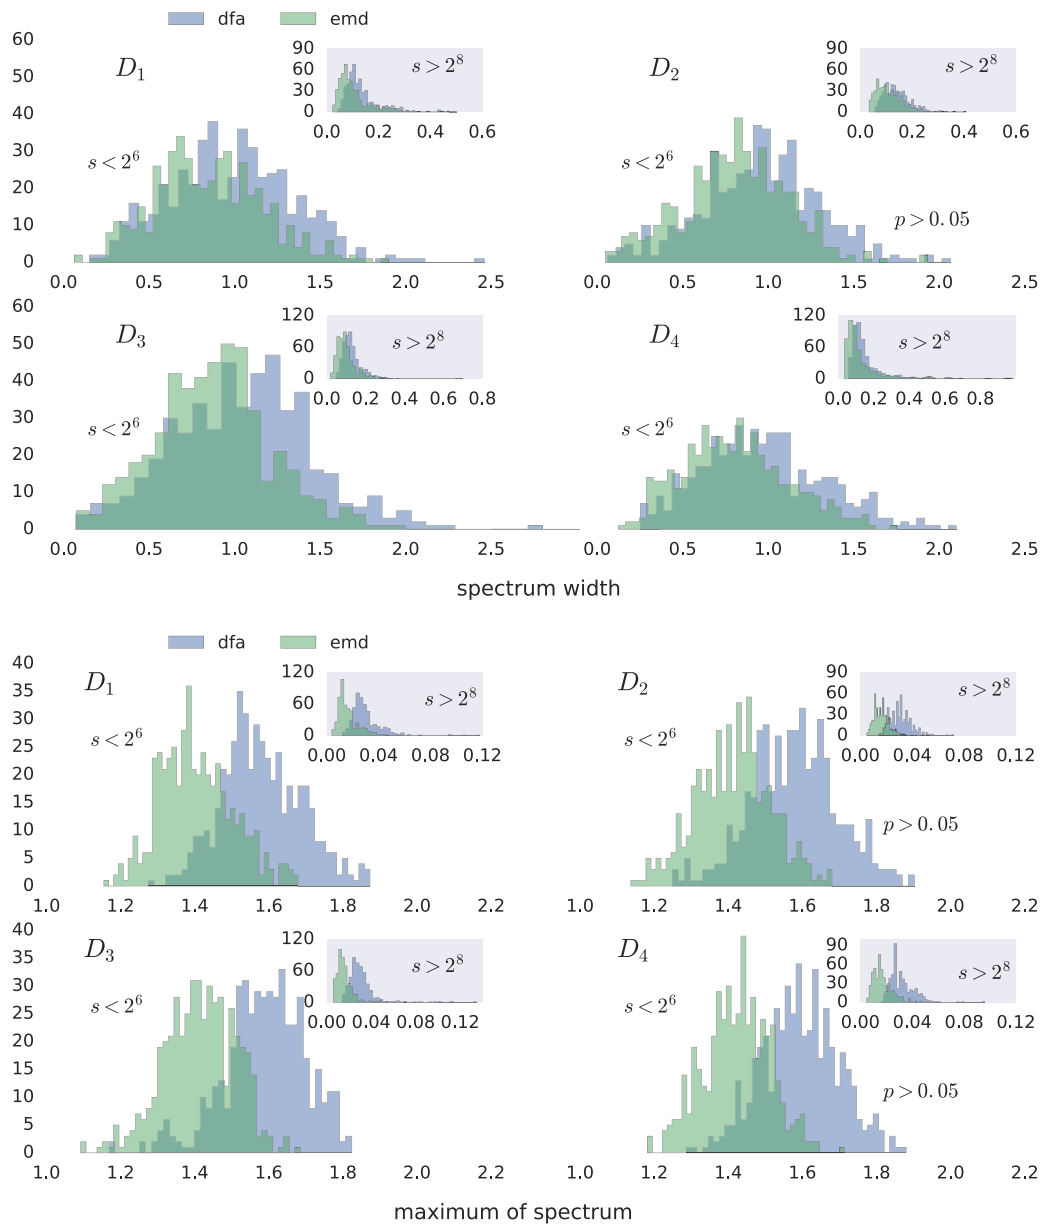 dfa emd
60
50
40
30
20
10
0
D1
s < 2^6
90
60
30
0
s > 2^8
0.0 0.2 0.4 0.6
0.0 0.5 1.0 1.5 2.0 2.5
D2
s < 2^6
p > 0.05
90
60
30
0
s > 2^8
0.0 0.2 0.4 0.6
0.0 0.5 1.0 1.5 2.0 2.5
60
50
40
30
20
10
0
D3
s < 2^6
120
60
0
s > 2^8
0.0 0.2 0.4 0.6 0.8
0.0 0.5 1.0 1.5 2.0 2.5
D4
s < 2^6
120
60
0
s > 2^8
0.0 0.2 0.4 0.6 0.8
0.0 0.5 1.0 1.5 2.0 2.5
spectrum width
dfa emd
40
35
30
25
20
15
10
5
0
D1
s < 2^6
120
60
0
s > 2^8
0.00 0.04 0.08 0.12
1.0 1.2 1.4 1.6 1.8 2.0 2.2
D2
s < 2^6
p > 0.05
90
60
30
0
s > 2^8
0.00 0.04 0.08 0.12
1.0 1.2 1.4 1.6 1.8 2.0 2.2
40
35
30
25
20
15
10
5
0
D3
s < 2^6
120
60
0
s > 2^8
0.00 0.04 0.08 0.12
1.0 1.2 1.4 1.6 1.8 2.0 2.2
D4
s < 2^6
p > 0.05
90
60
30
0
s > 2^8
0.00 0.04 0.08 0.12
1.0 1.2 1.4 1.6 1.8 2.0 2.2
maximum of spectrum